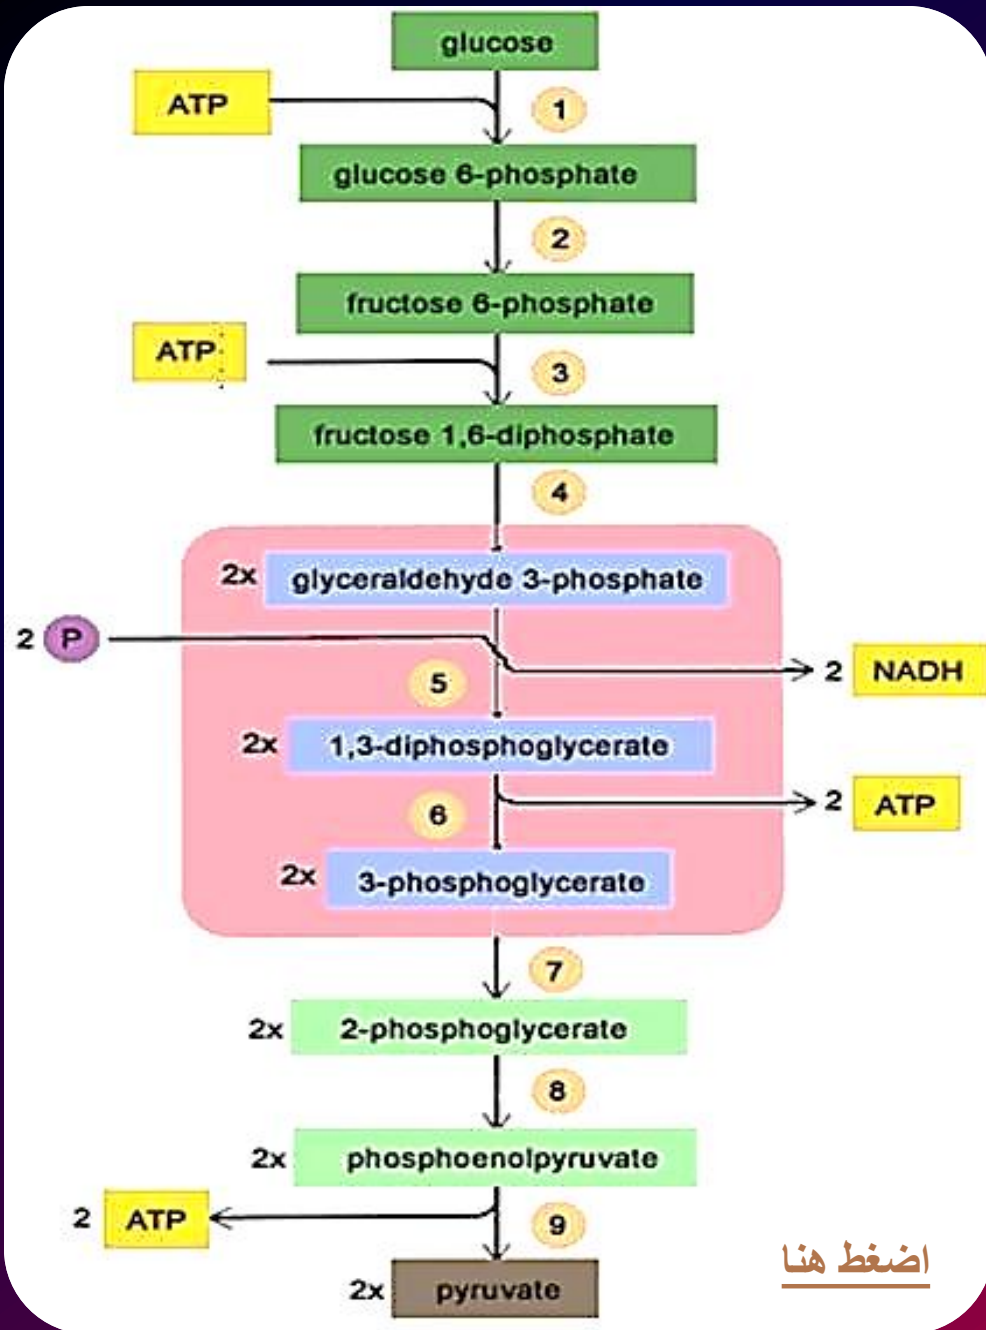 glucose
ATP
1
glucose 6-phosphate
2
fructose 6-phosphate
ATP
3
fructose 1,6-diphosphate
4
2x glyceraldehyde 3-phosphate
2 P
2 NADH
5
2x 1,3-diphosphoglycerate
2 ATP
6
2x 3-phosphoglycerate
7
2x 2-phosphoglycerate
8
2x phosphoenolpyruvate
2 ATP
9
اضغط هنا
2x pyruvate